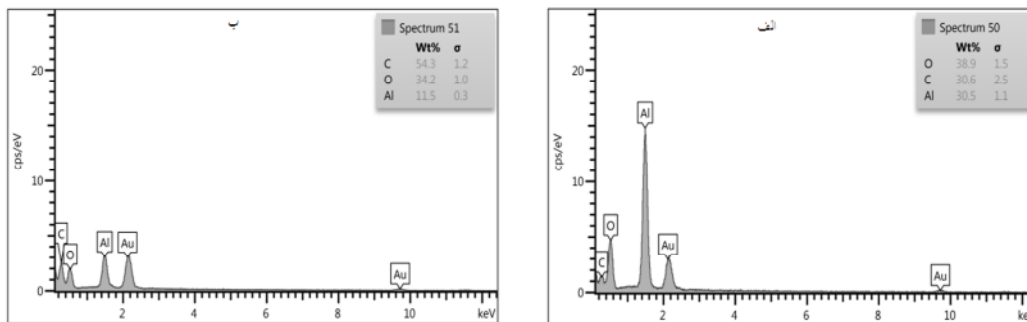 ب
Spectrum 51
Wt% σ
C 54.3 1.2
O 34.2 1.0
Al 11.5 0.3
20
10
0
cps/eV
C
O
Al
Au
Au
2
4
6
8
10
keV
الف
Spectrum 50
Wt% σ
O 38.9 1.5
C 30.6 2.5
Al 30.5 1.1
20
10
0
cps/eV
C
O
Al
Au
Au
2
4
6
8
10
ke